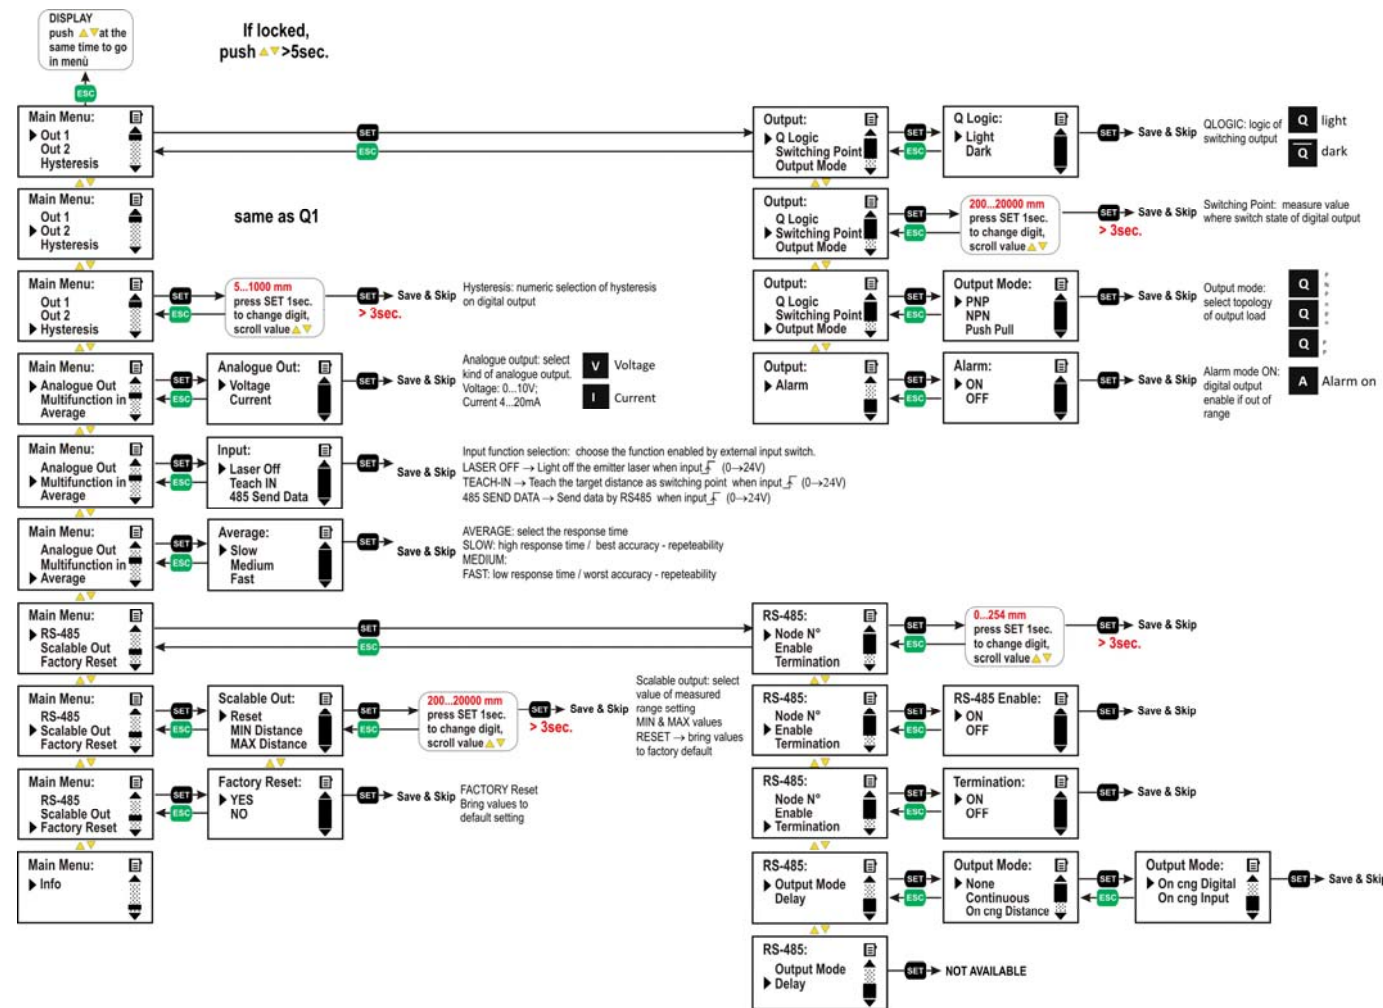 DISPLAY
push at the
same time to go
in menù
If locked,
push >5sec.
ESC
Main Menu:
Out 1
Out 2
Hysteresis
SET
ESC
Output:
Q Logic
Switching Point
Output Mode
SET
ESC
Q Logic:
Light
Dark
SET
Save & Skip
QLOGIC: logic of
switching output
Q light
Q dark
Main Menu:
Out 1
Out 2
Hysteresis
same as Q1
Output:
Q Logic
Switching Point
Output Mode
SET
ESC
200...20000 mm
press SET 1sec.
to change digit,
scroll value
SET
> 3sec.
Save & Skip
Switching Point: measure value
where switch state of digital output
Main Menu:
Out 1
Out 2
Hysteresis
SET
ESC
5...1000 mm
press SET 1sec.
to change digit,
scroll value
SET
> 3sec.
Save & Skip
Hysteresis: numeric selection of hysteresis
on digital output
Output:
Q Logic
Switching Point
Output Mode
SET
ESC
Output Mode:
PNP
NPN
Push Pull
SET
Save & Skip
Output mode:
select topology
of output load
Q
Q
Q
Main Menu:
Analogue Out
Multifunction in
Average
SET
ESC
Analogue Out:
Voltage
Current
SET
Save & Skip
Analogue output: select
kind of analogue output.
Voltage: 0...10V;
Current 4...20mA
V Voltage
I Current
Output:
Alarm
SET
ESC
Alarm:
ON
OFF
SET
Save & Skip
Alarm mode ON:
digital output
enable if out of
range
A Alarm on
Main Menu:
Analogue Out
Multifunction in
Average
SET
ESC
Input:
Laser Off
Teach IN
485 Send Data
SET
Save & Skip
Input function selection: choose the function enabled by external input switch.
LASER OFF → Light off the emitter laser when input (0→24V)
TEACH-IN → Teach the target distance as switching point when input (0→24V)
485 SEND DATA → Send data by RS485 when input (0→24V)
Main Menu:
Analogue Out
Multifunction in
Average
SET
ESC
Average:
Slow
Medium
Fast
SET
Save & Skip
AVERAGE: select the response time
SLOW: high response time / best accuracy - repeteability
MEDIUM:
FAST: low response time / worst accuracy - repeteability
Main Menu:
RS-485
Scalable Out
Factory Reset
SET
ESC
RS-485:
Node N°
Enable
Termination
SET
ESC
0...254 mm
press SET 1sec.
to change digit,
scroll value
SET
> 3sec.
Save & Skip
Main Menu:
RS-485
Scalable Out
Factory Reset
SET
ESC
Scalable Out:
Reset
MIN Distance
MAX Distance
SET
ESC
200...20000 mm
press SET 1sec.
to change digit,
scroll value
SET
> 3sec.
Save & Skip
Scalable output: select
value of measured
range setting
MIN & MAX values
RESET → bring values
to factory default
RS-485:
Node N°
Enable
Termination
SET
ESC
RS-485 Enable:
ON
OFF
SET
Save & Skip
Main Menu:
RS-485
Scalable Out
Factory Reset
SET
ESC
Factory Reset:
YES
NO
SET
Save & Skip
FACTORY Reset
Bring values to
default setting
RS-485:
Node N°
Enable
Termination
SET
ESC
Termination:
ON
OFF
SET
Save & Skip
Main Menu:
Info
RS-485:
Output Mode
Delay
SET
ESC
Output Mode:
None
Continuous
On cng Distance
SET
ESC
Output Mode:
On cng Digital
On cng Input
SET
Save & Ski
RS-485:
Output Mode
Delay
SET
NOT AVAILABLE